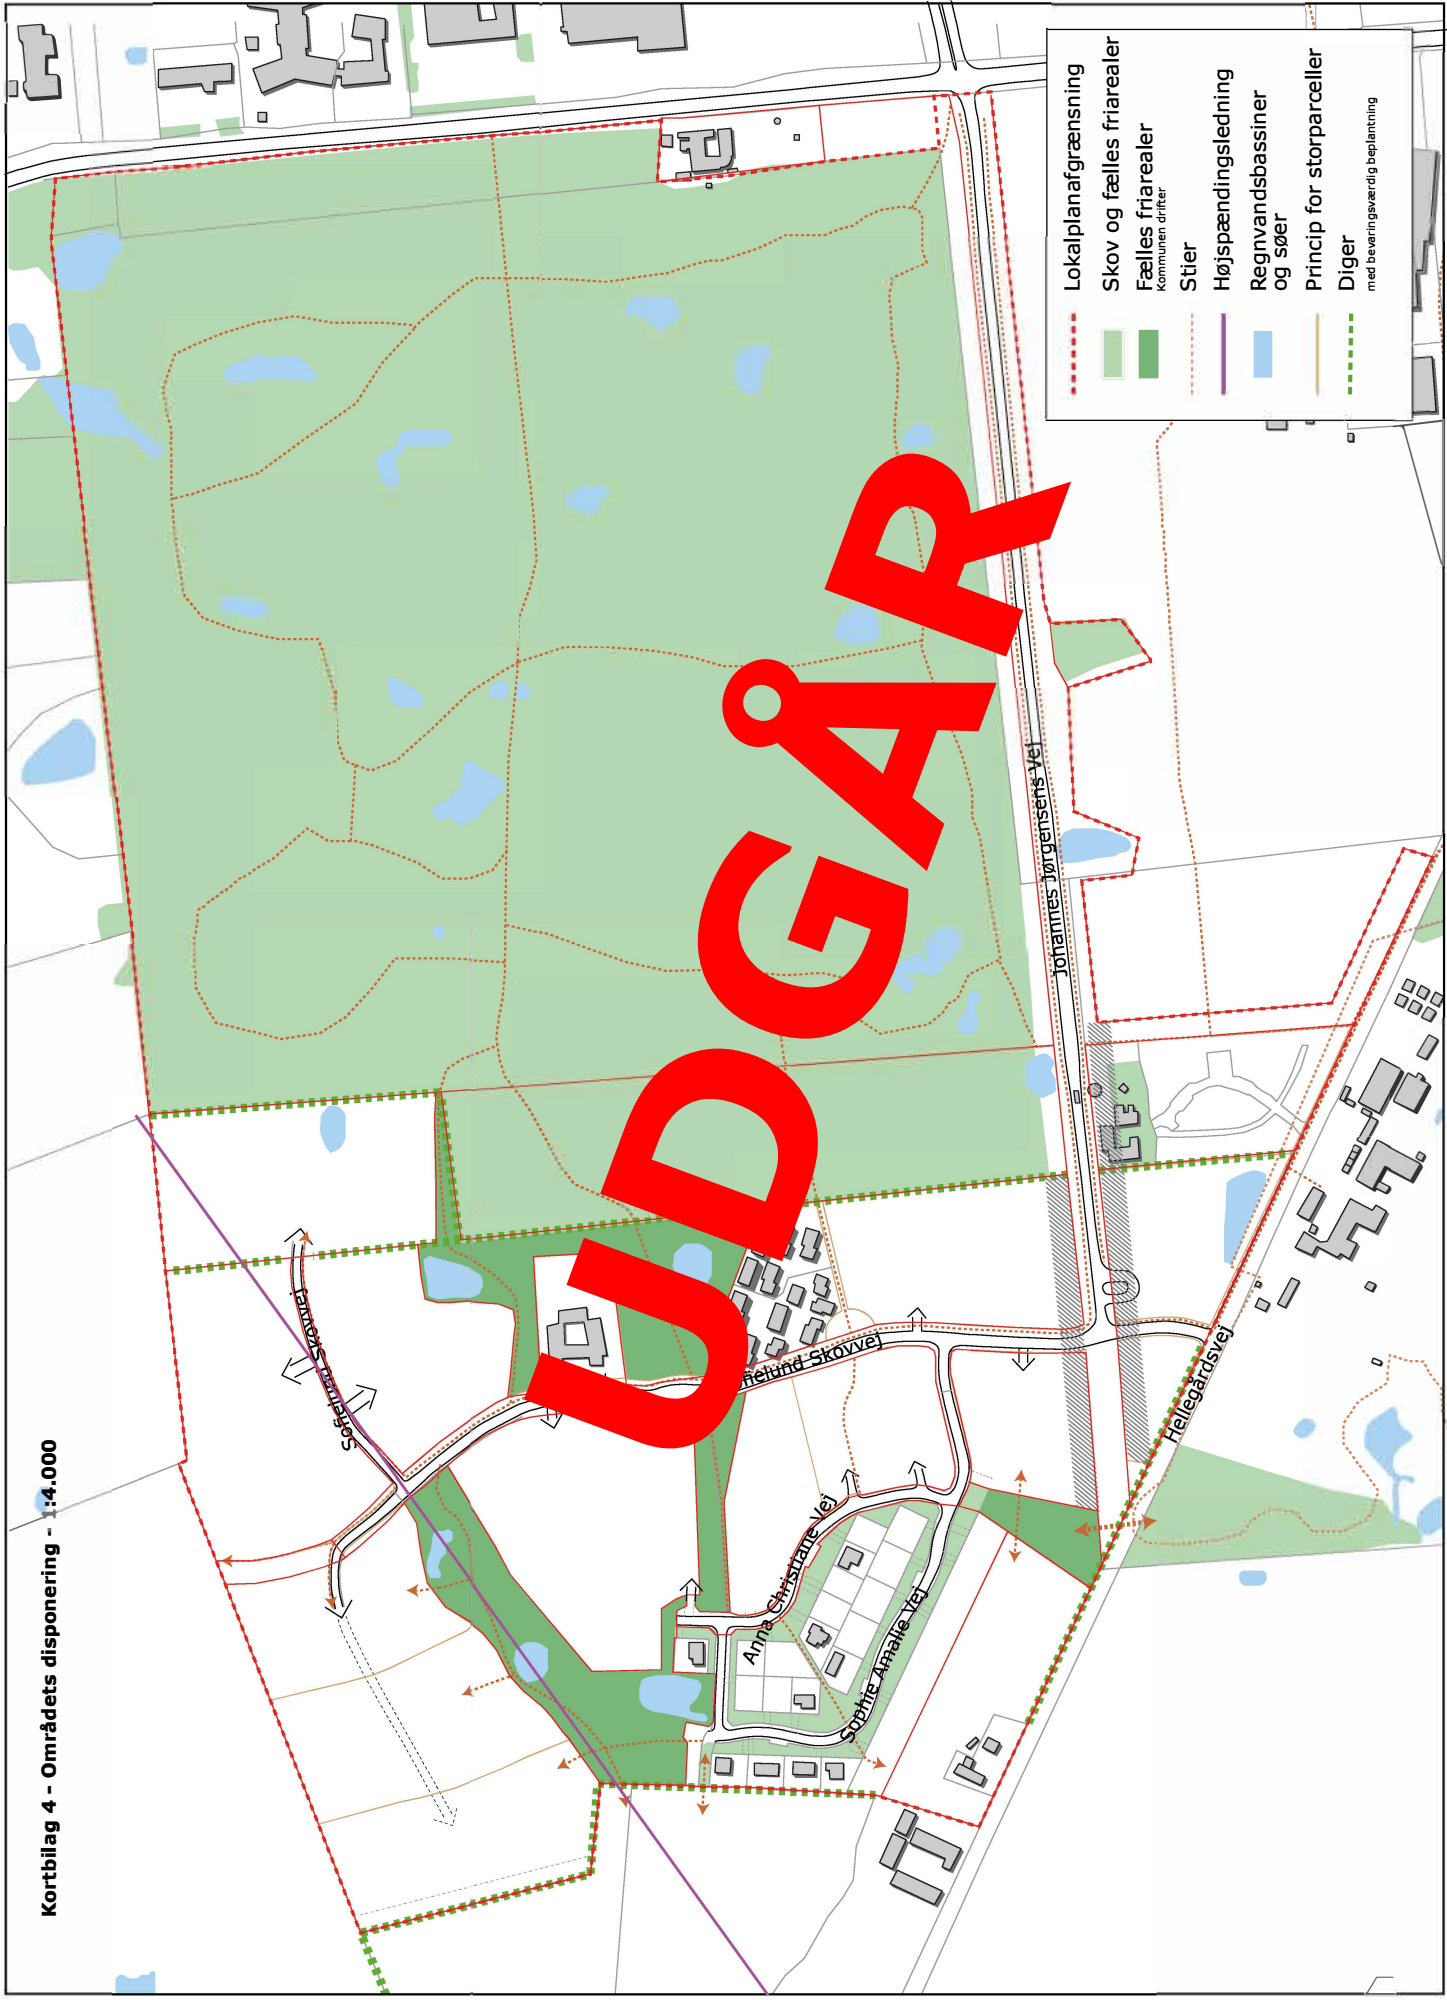 Kortbilag 4 - Områdets disponering - 1:4.000
UDGÅR
Sofielund Skovvej
Anna Christiane Vej
Sophie Amalie Vej
Hellegårdsvej
Johannes Jørgensens Vej
Lokalplanafgrænsning
Skov og fælles friarealer
Fælles friarealer
Kommunen drifter
Stier
Højspændingsledning
Regnvandsbassiner
og søer
Princip for storparceller
Diger
med bevaringsværdig beplantning